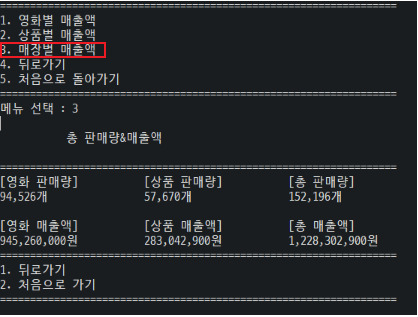 ================================================================
1. 영화별 매출액
2. 상품별 매출액
3. 매장별 매출액
4. 뒤로가기
5. 처음으로 돌아가기
================================================================
메뉴 선택 : 3
총 판매량&매출액
================================================================
[영화 판매량] [상품 판매량] [총 판매량]
94,526개 57,670개 152,196개
[영화 매출액] [상품 매출액] [총 매출액]
945,260,000원 283,042,900원 1,228,302,900원
================================================================
1. 뒤로가기
2. 처음으로 가기
================================================================